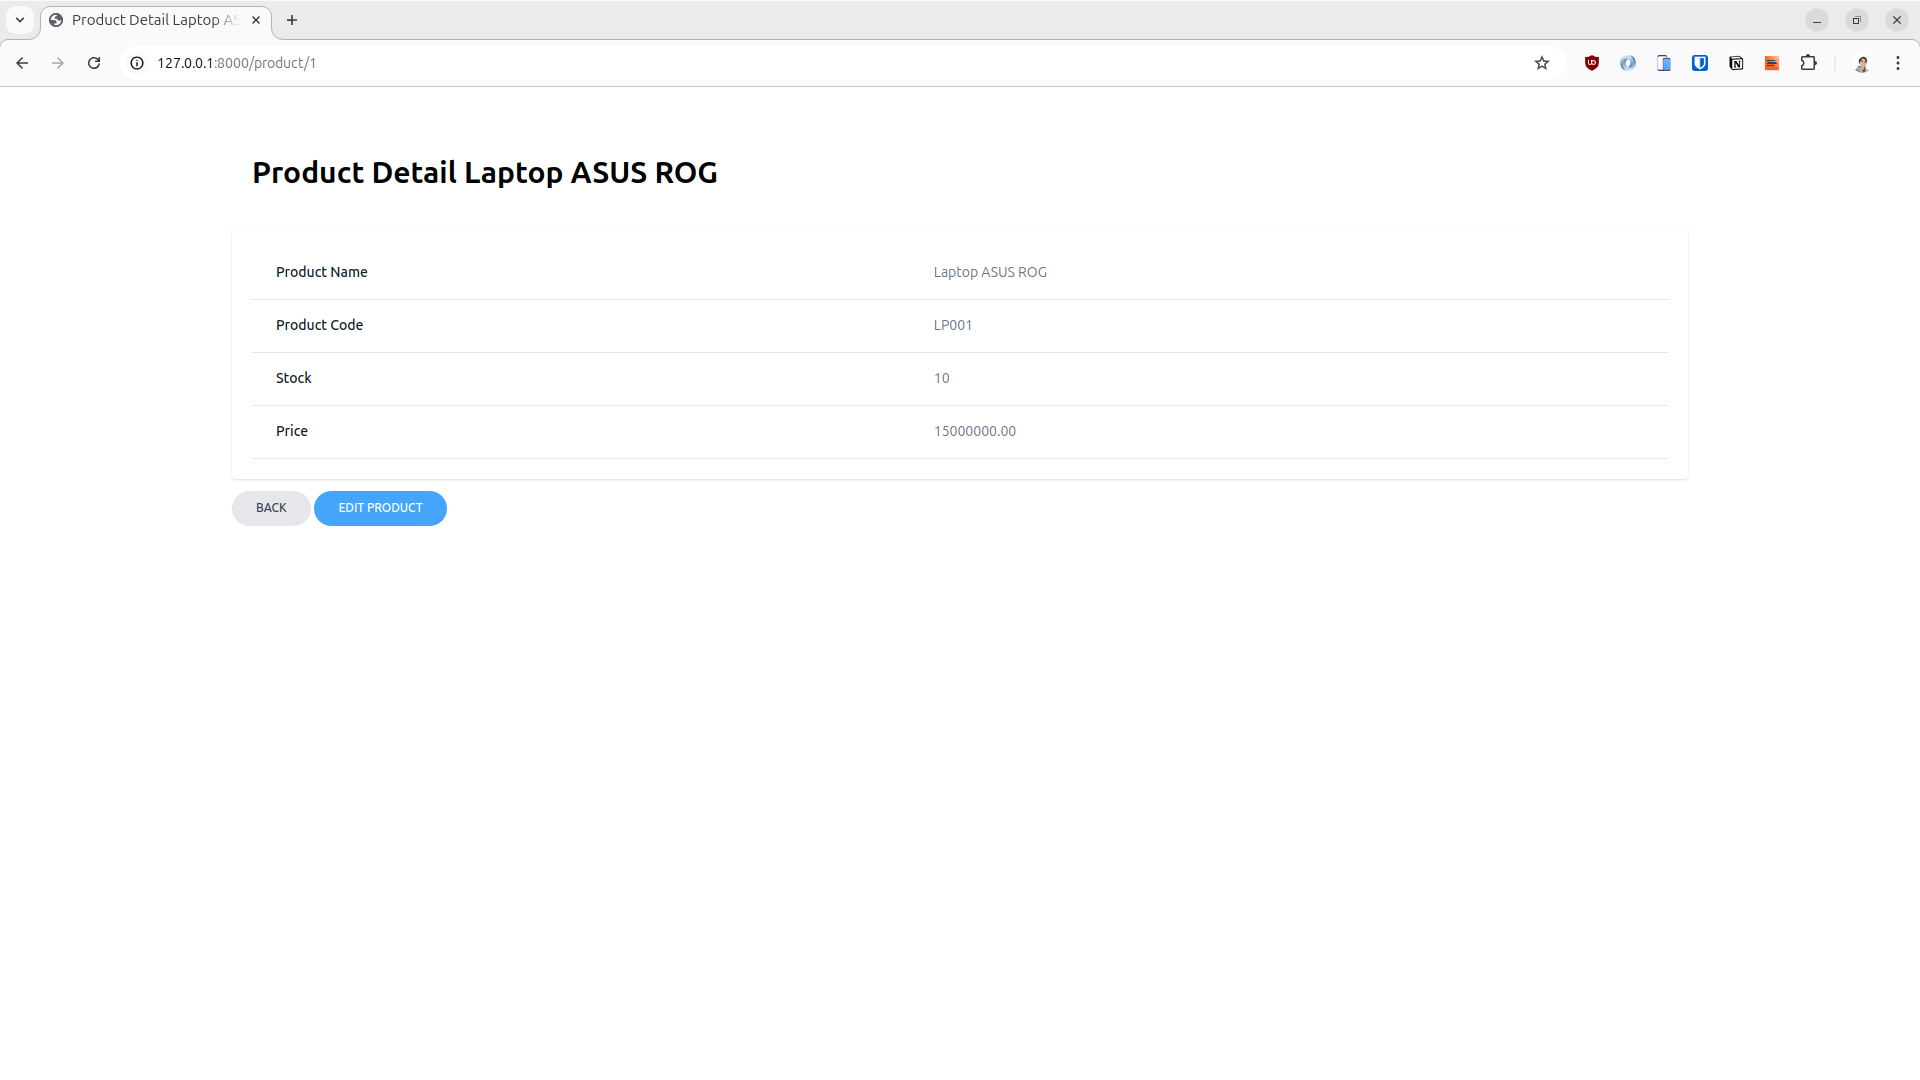 Product Detail Laptop AS
127.0.0.1:8000/product/1
Product Detail Laptop ASUS ROG
Product Name Laptop ASUS ROG
Product Code LP001
Stock 10
Price 15000000.00
BACK EDIT PRODUCT